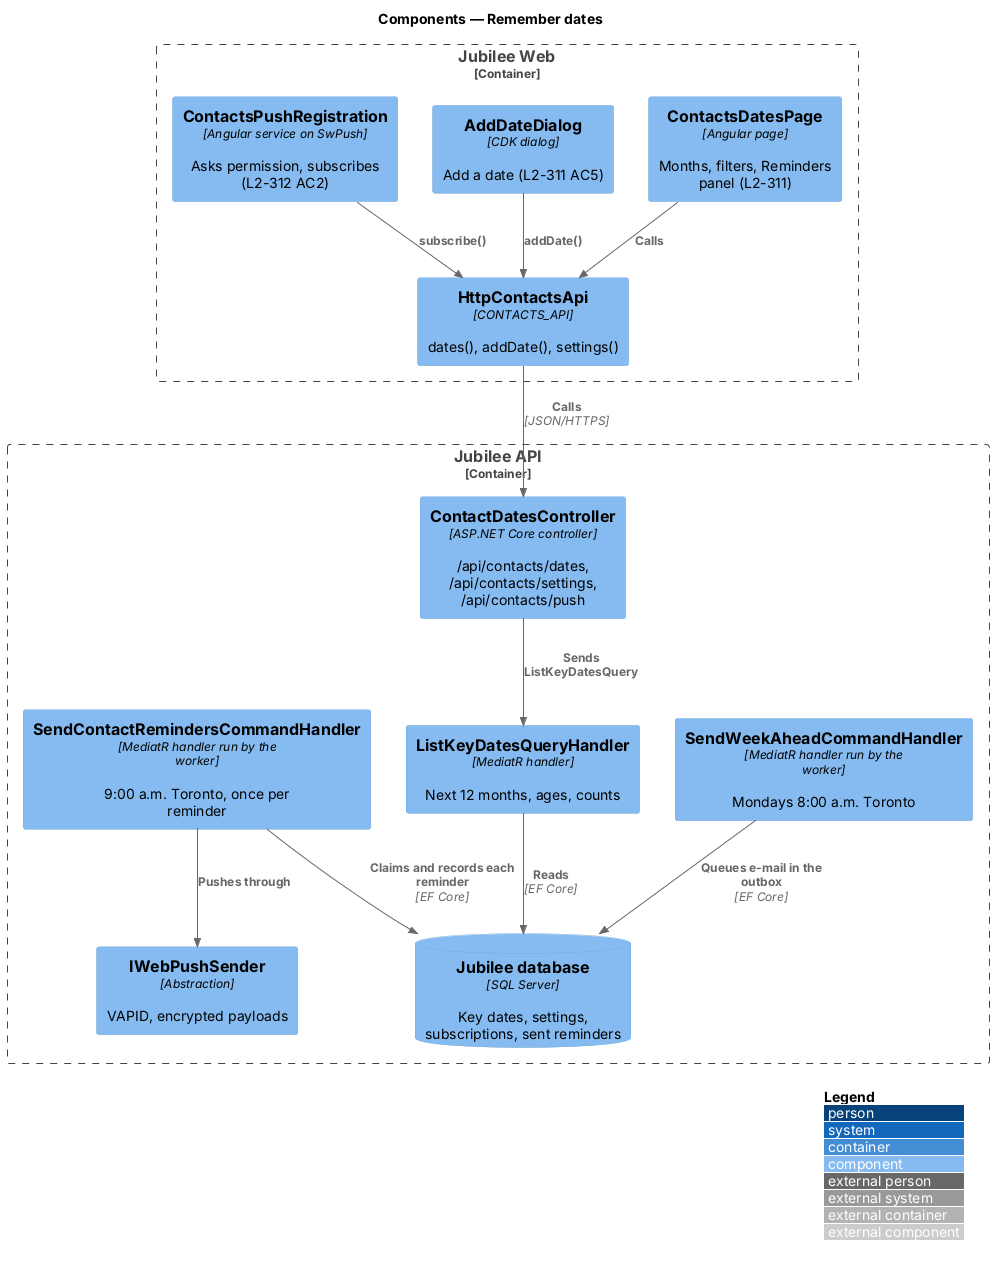 Components — Remember dates
Jubilee Web
[Container]
ContactsPushRegistration
[Angular service on SwPush]
Asks permission, subscribes
(L2-312 AC2)
AddDateDialog
[CDK dialog]
Add a date (L2-311 AC5)
ContactsDatesPage
[Angular page]
Months, filters, Reminders
panel (L2-311)
subscribe()
addDate()
Calls
HttpContactsApi
[CONTACTS_API]
dates(), addDate(), settings()
Calls
[JSON/HTTPS]
Jubilee API
[Container]
ContactDatesController
[ASP.NET Core controller]
/api/contacts/dates,
/api/contacts/settings,
/api/contacts/push
Sends
ListKeyDatesQuery
SendContactRemindersCommandHandler
[MediatR handler run by the
worker]
9:00 a.m. Toronto, once per
reminder
ListKeyDatesQueryHandler
[MediatR handler]
Next 12 months, ages, counts
SendWeekAheadCommandHandler
[MediatR handler run by the
worker]
Mondays 8:00 a.m. Toronto
Pushes through
Claims and records each
reminder
[EF Core]
Reads
[EF Core]
Queues e-mail in the
outbox
[EF Core]
IWebPushSender
[Abstraction]
VAPID, encrypted payloads
Jubilee database
[SQL Server]
Key dates, settings,
subscriptions, sent reminders
Legend
person
system
container
component
external person
external system
external container
external component